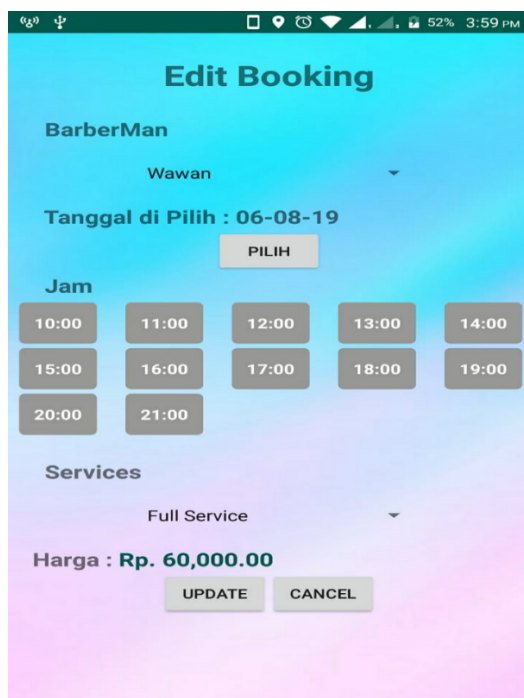 52% 3:59 PM
Edit Booking
BarberMan
Wawan
Tanggal di Pilih : 06-08-19
PILIH
Jam
10:00 11:00 12:00 13:00 14:00
15:00 16:00 17:00 18:00 19:00
20:00 21:00
Services
Full Service
Harga : Rp. 60,000.00
UPDATE CANCEL